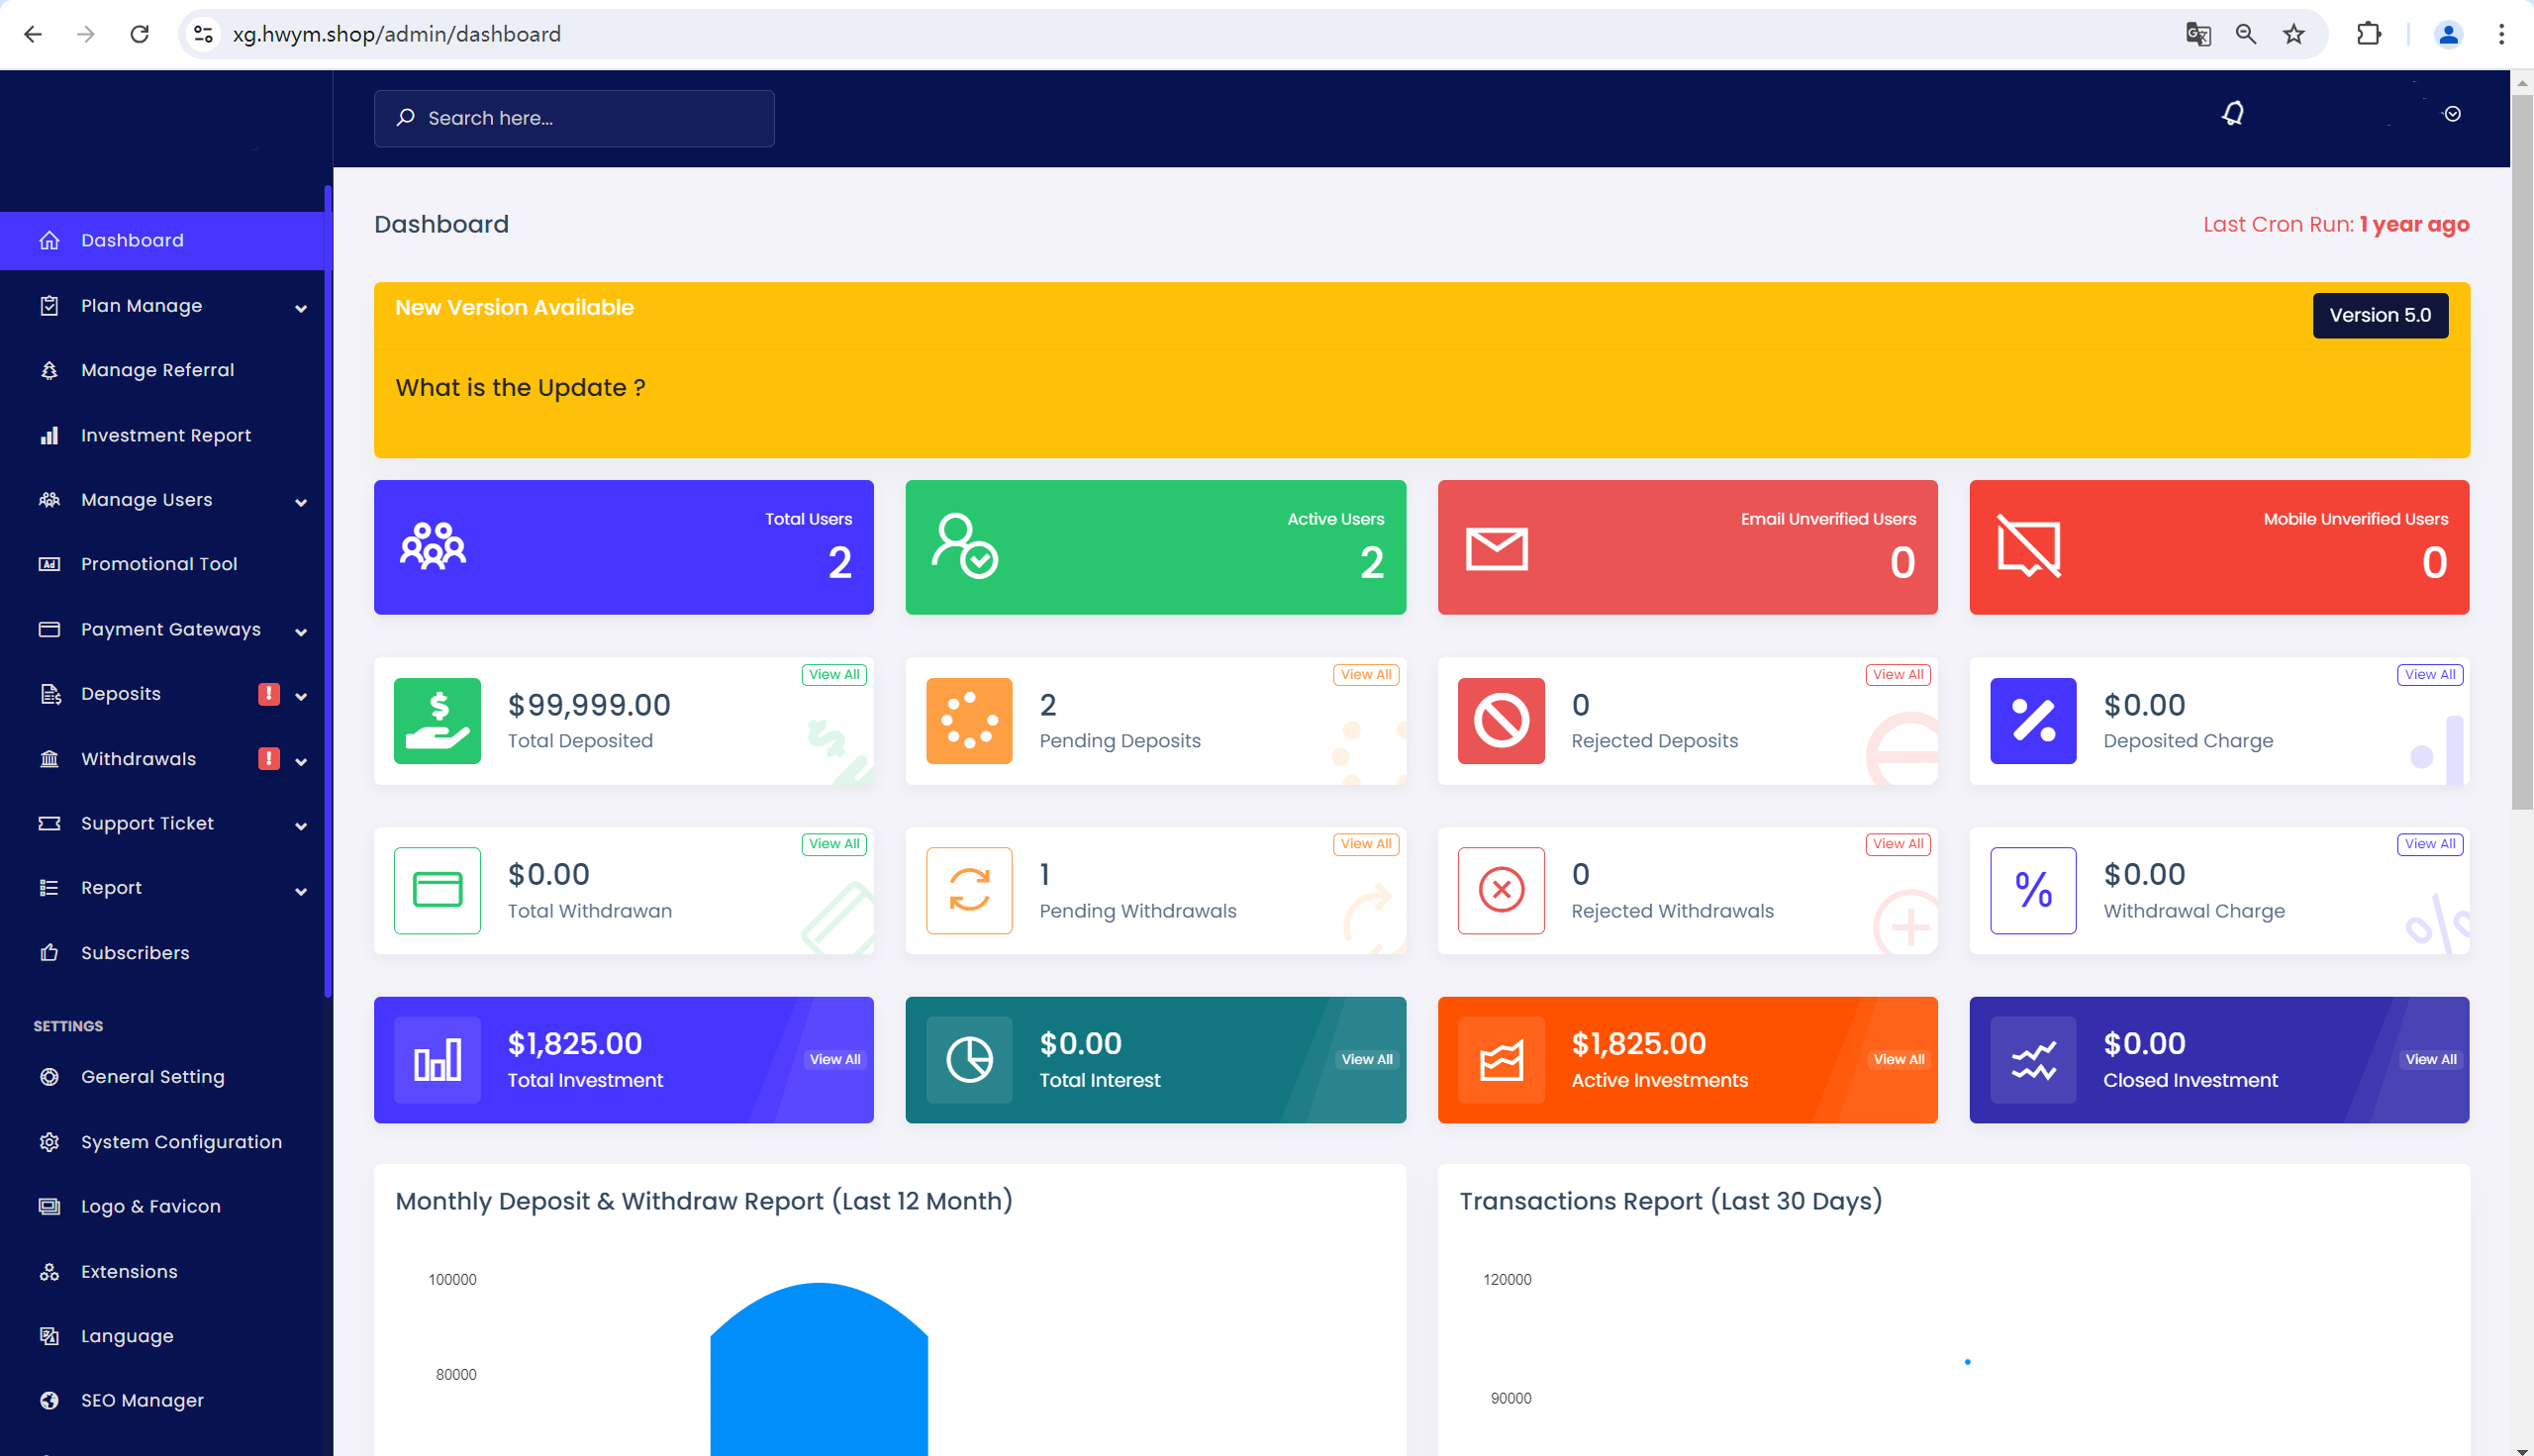 xg.hwym.shop/admin/dashboard
Search here...
Dashboard
Plan Manage
Manage Referral
Investment Report
Manage Users
Promotional Tool
Payment Gateways
Deposits !
Withdrawals !
Support Ticket
Report
Subscribers
SETTINGS
General Setting
System Configuration
Logo & Favicon
Extensions
Language
SEO Manager
Dashboard
Last Cron Run: 1 year ago
New Version Available
Version 5.0
What is the Update ?
Total Users
2
Active Users
2
Email Unverified Users
0
Mobile Unverified Users
0
View All
$99,999.00
Total Deposited
View All
2
Pending Deposits
View All
0
Rejected Deposits
View All
$0.00
Deposited Charge
View All
$0.00
Total Withdrawan
View All
1
Pending Withdrawals
View All
0
Rejected Withdrawals
View All
$0.00
Withdrawal Charge
$1,825.00
Total Investment
View All
$0.00
Total Interest
View All
$1,825.00
Active Investments
View All
$0.00
Closed Investment
View All
Monthly Deposit & Withdraw Report (Last 12 Month)
100000
80000
Transactions Report (Last 30 Days)
120000
90000